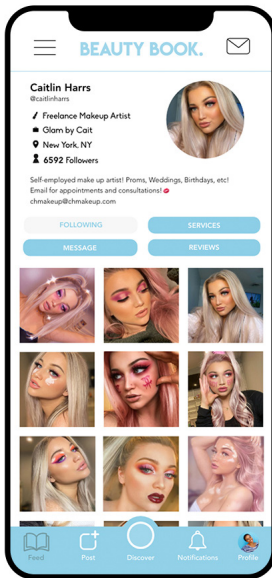 BEAUTY BOOK.
Caitlin Harrs
@caitlinharrs
Freelance Makeup Artist
Glam by Cait
New York, NY
6592 Followers
Self-employed make up artist! Proms, Weddings, Birthdays, etc!
Email for appointments and consultations! 💋
chmakeup@chmakeup.com
FOLLOWING
SERVICES
MESSAGE
REVIEWS
Feed
Post
Discover
Notifications
Profile